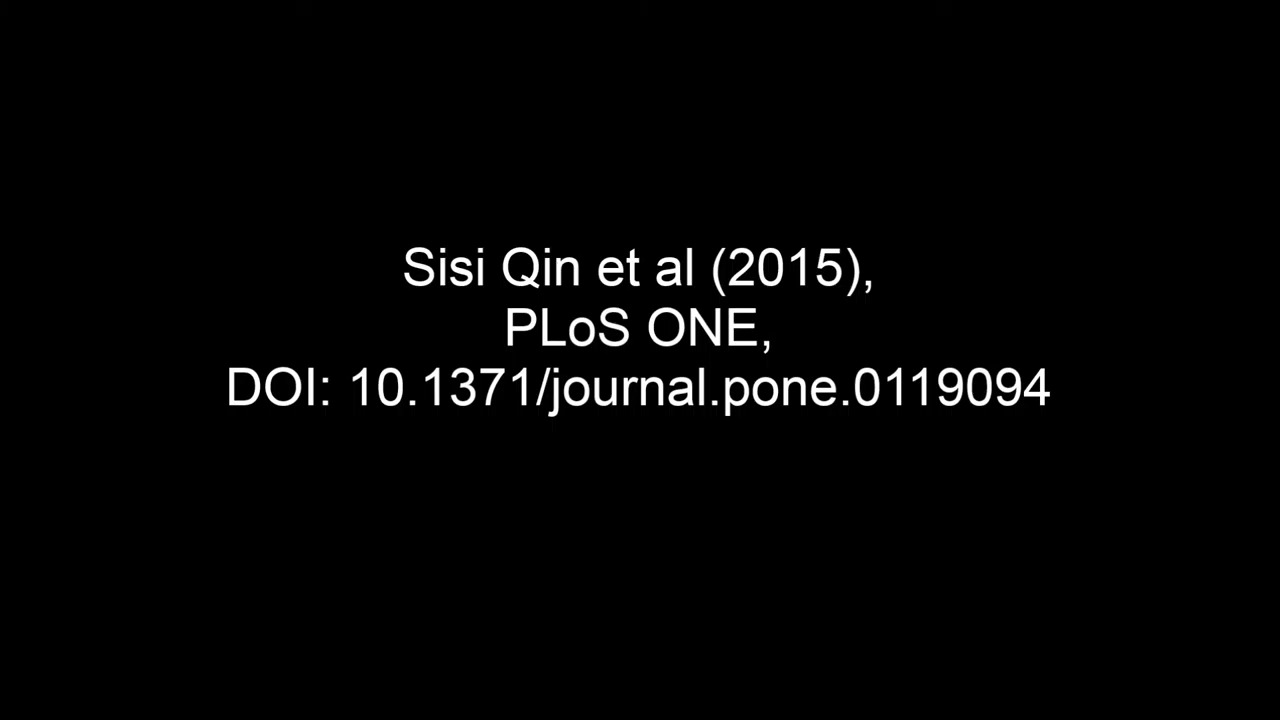 Sisi Qin et al (2015),
PLoS ONE,
DOI: 10.1371/journal.pone.0119094